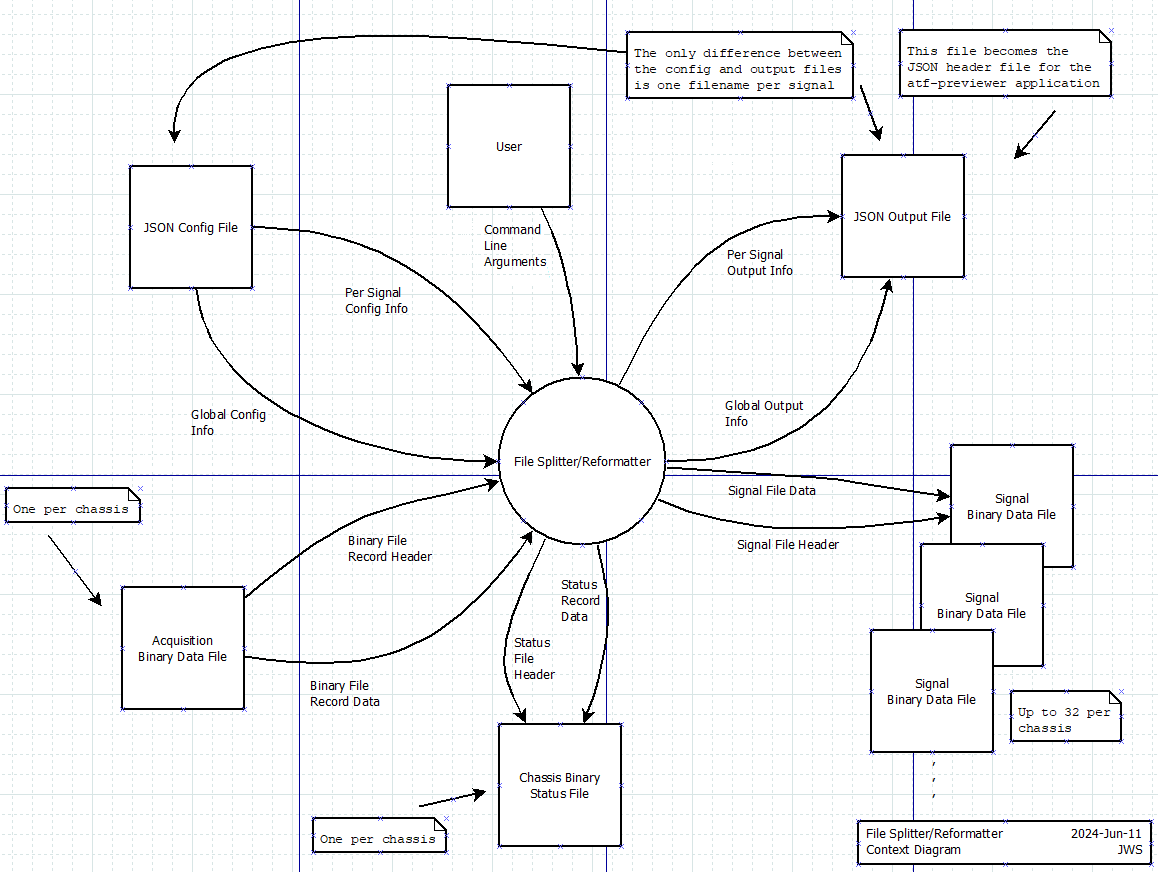 The only difference between
the config and output files
is one filename per signal
This file becomes the
JSON header file for the
atf-previewer application
User
JSON Config File
JSON Output File
Command
Line
Arguments
Per Signal
Output Info
Per Signal
Config Info
Global Config
Info
Global Output
Info
File Splitter/Reformatter
Signal File Data
Signal
Binary Data File
One per chassis
Binary File
Record Header
Signal File Header
Status
Record
Data
Signal
Binary Data File
Acquisition
Binary Data File
Status
File
Header
Binary File
Record Data
Signal
Binary Data File
Up to 32 per
chassis
Chassis Binary
Status File
One per chassis
File Splitter/Reformatter 2024-Jun-11
Context Diagram JWS